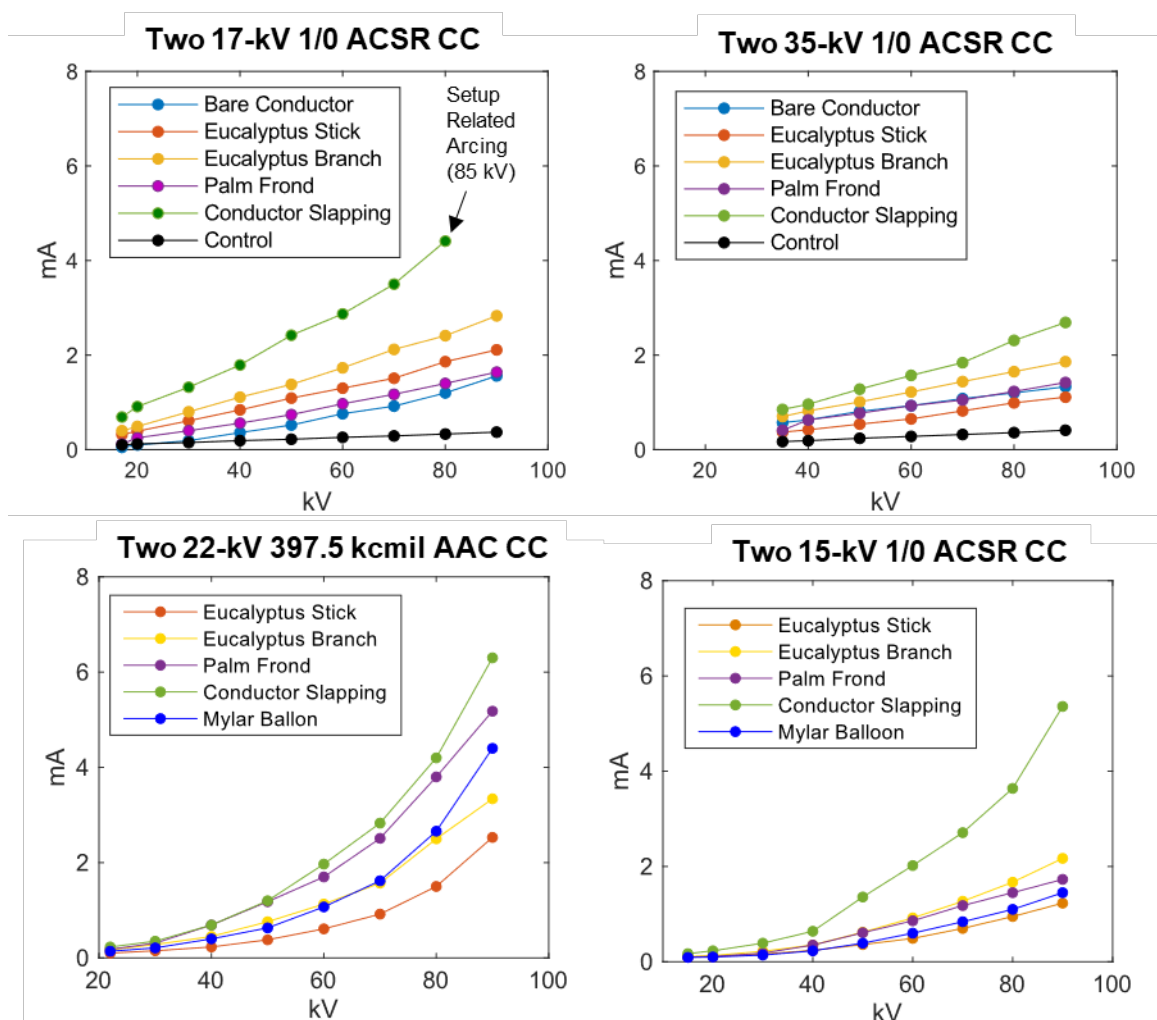 Two 17-kV 1/0 ACSR CC
8
6
4
2
0
mA
Bare Conductor
Eucalyptus Stick
Eucalyptus Branch
Palm Frond
Conductor Slapping
Control
Setup
Related
Arcing
(85 kV)
20
40
60
80
100
kV
Two 35-kV 1/0 ACSR CC
8
6
4
2
0
mA
Bare Conductor
Eucalyptus Stick
Eucalyptus Branch
Palm Frond
Conductor Slapping
Control
20
40
60
80
100
kV
Two 22-kV 397.5 kcmil AAC CC
8
6
4
2
0
mA
Eucalyptus Stick
Eucalyptus Branch
Palm Frond
Conductor Slapping
Mylar Ballon
20
40
60
80
100
kV
Two 15-kV 1/0 ACSR CC
8
6
4
2
0
mA
Eucalyptus Stick
Eucalyptus Branch
Palm Frond
Conductor Slapping
Mylar Balloon
20
40
60
80
100
kV